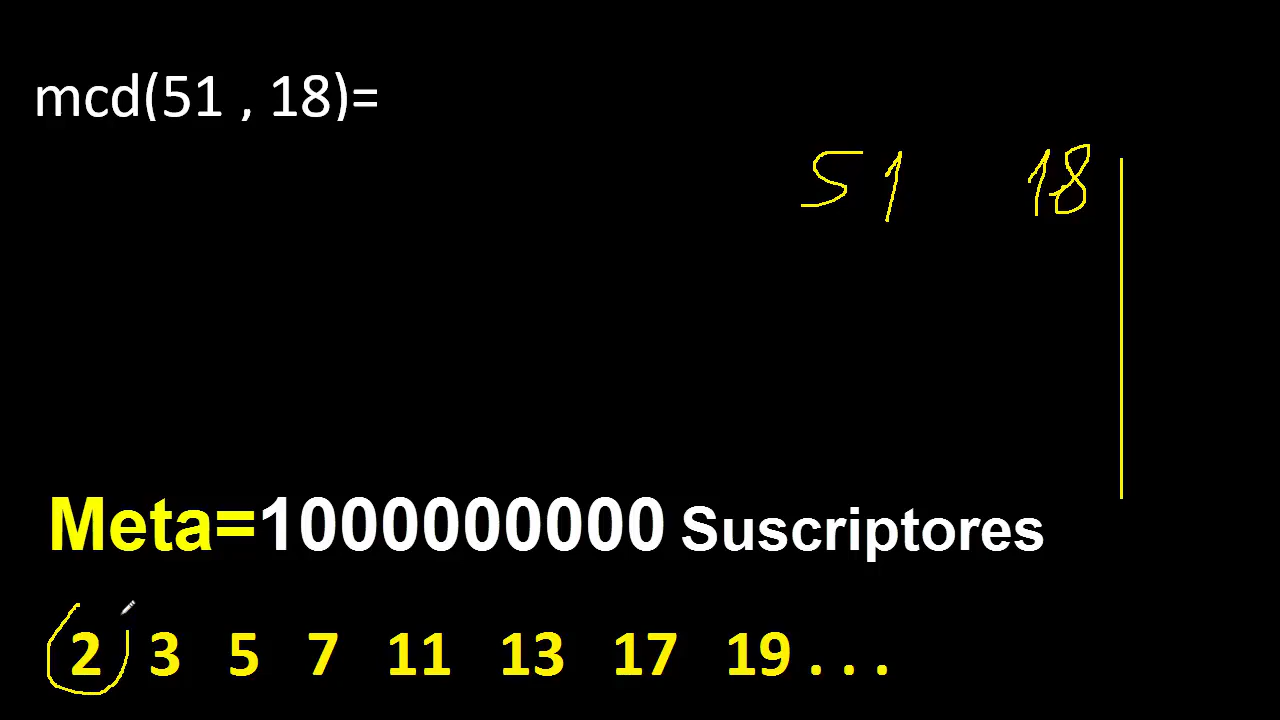 mcd(51 , 18)=
51 18
Meta=1000000000 Suscriptores
2 3 5 7 11 13 17 19 . . .